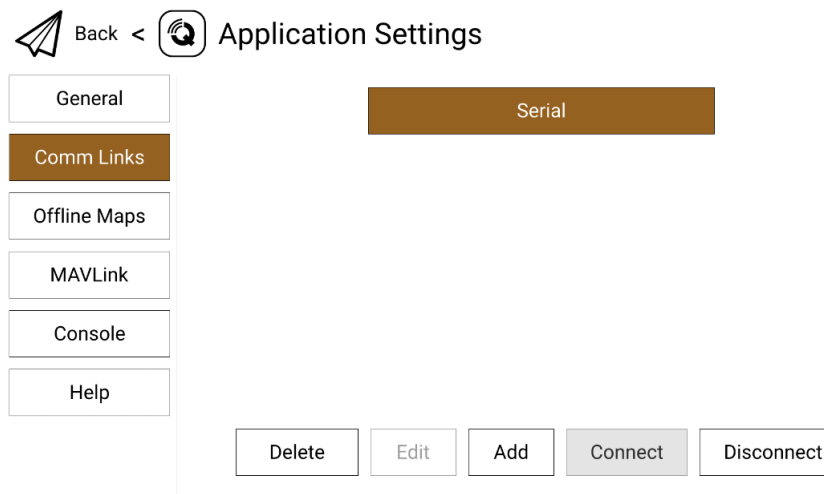 Back < Application Settings
General
Comm Links
Offline Maps
MAVLink
Console
Help
Serial
Delete Edit Add Connect Disconnect